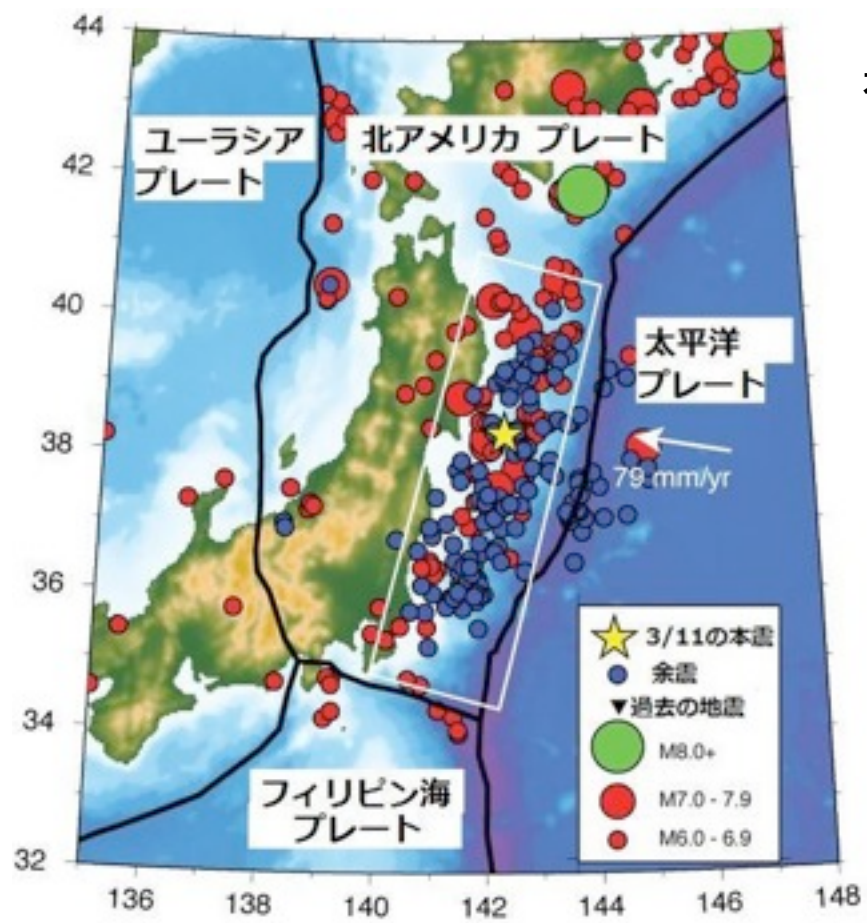 44
42
40
38
36
34
32
136
138
140
142
144
146
148
ユーラシア
プレート
北アメリカ プレート
太平洋
プレート
79 mm/yr
フィリピン海
プレート
3/11の本震
余震
▼過去の地震
M8.0+
M7.0 - 7.9
M6.0 - 6.9